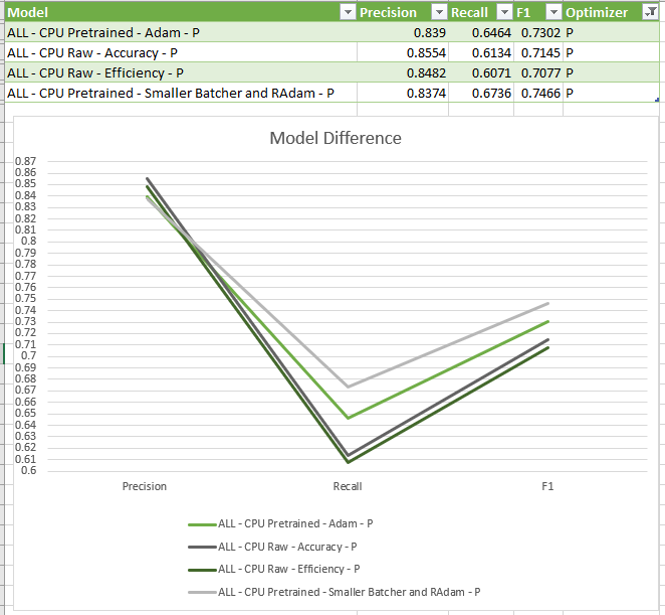 Model Precision Recall F1 Optimizer
ALL - CPU Pretrained - Adam - P 0.839 0.6464 0.7302 P
ALL - CPU Raw - Accuracy - P 0.8554 0.6134 0.7145 P
ALL - CPU Raw - Efficiency - P 0.8482 0.6071 0.7077 P
ALL - CPU Pretrained - Smaller Batcher and RAdam - P 0.8374 0.6736 0.7466 P
Model Difference
0.87
0.86
0.85
0.84
0.83
0.82
0.81
0.8
0.79
0.78
0.77
0.76
0.75
0.74
0.73
0.72
0.71
0.7
0.69
0.68
0.67
0.66
0.65
0.64
0.63
0.62
0.61
0.6
Precision Recall F1
ALL - CPU Pretrained - Adam - P
ALL - CPU Raw - Accuracy - P
ALL - CPU Raw - Efficiency - P
ALL - CPU Pretrained - Smaller Batcher and RAdam - P